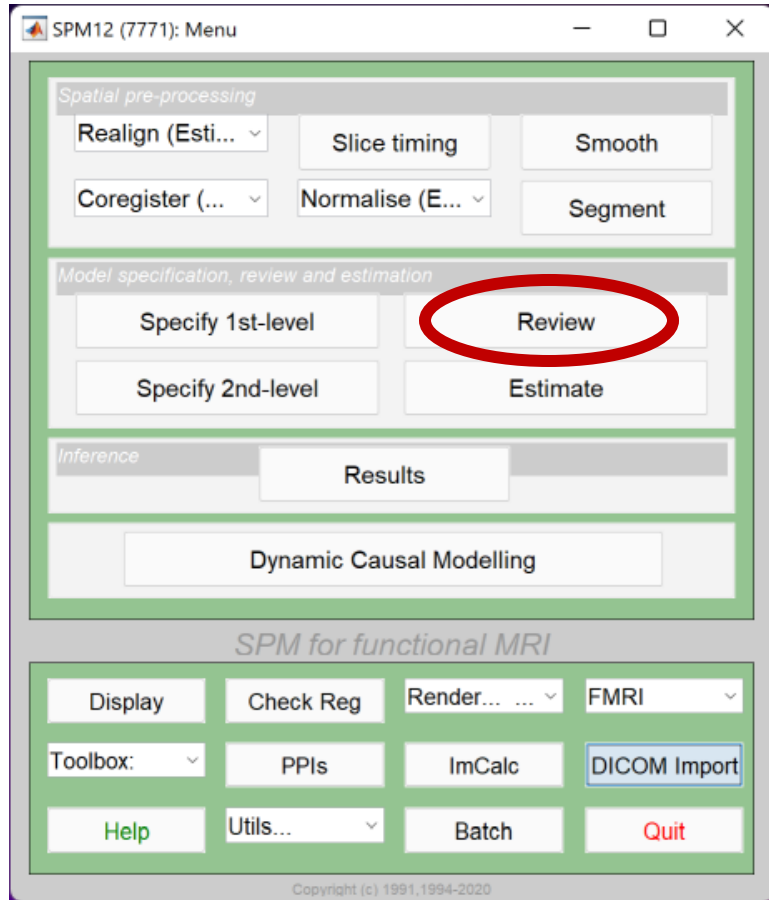 SPM12 (7771): Menu
Spatial pre-processing
Realign (Esti... Slice timing Smooth
Coregister (... Normalise (E... Segment
Model specification, review and estimation
Specify 1st-level Review
Specify 2nd-level Estimate
Inference
Results
Dynamic Causal Modelling
SPM for functional MRI
Display Check Reg Render... ... FMRI
Toolbox: PPIs ImCalc DICOM Import
Help Utils... Batch Quit
Copyright (c) 1991,1994-2020